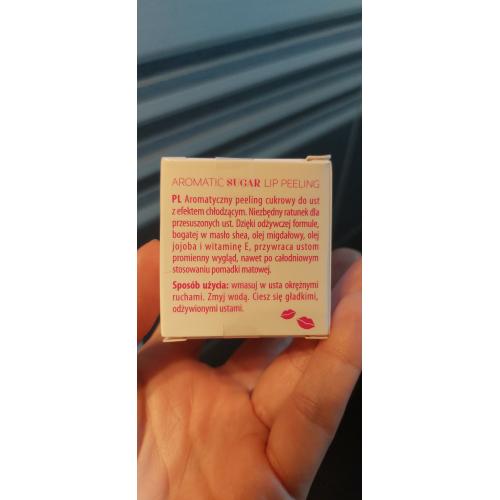 AROMATIC SUGAR LIP PEELING
PL Aromatyczny peeling cukrowy do ust
z efektem chłodzącym. Niezbędny ratunek dla
przesuszonych ust. Dzięki odżywczej formule,
bogatej w masło shea, olej migdałowy, olej
jojoba i witaminę E, przywraca ustom
promienny wygląd, nawet po całodniowym
stosowaniu pomadki matowej.
Sposób użycia: wmasuj w usta okrężnymi
ruchami. Zmyj wodą. Ciesz się gładkimi,
odżywionymi ustami.